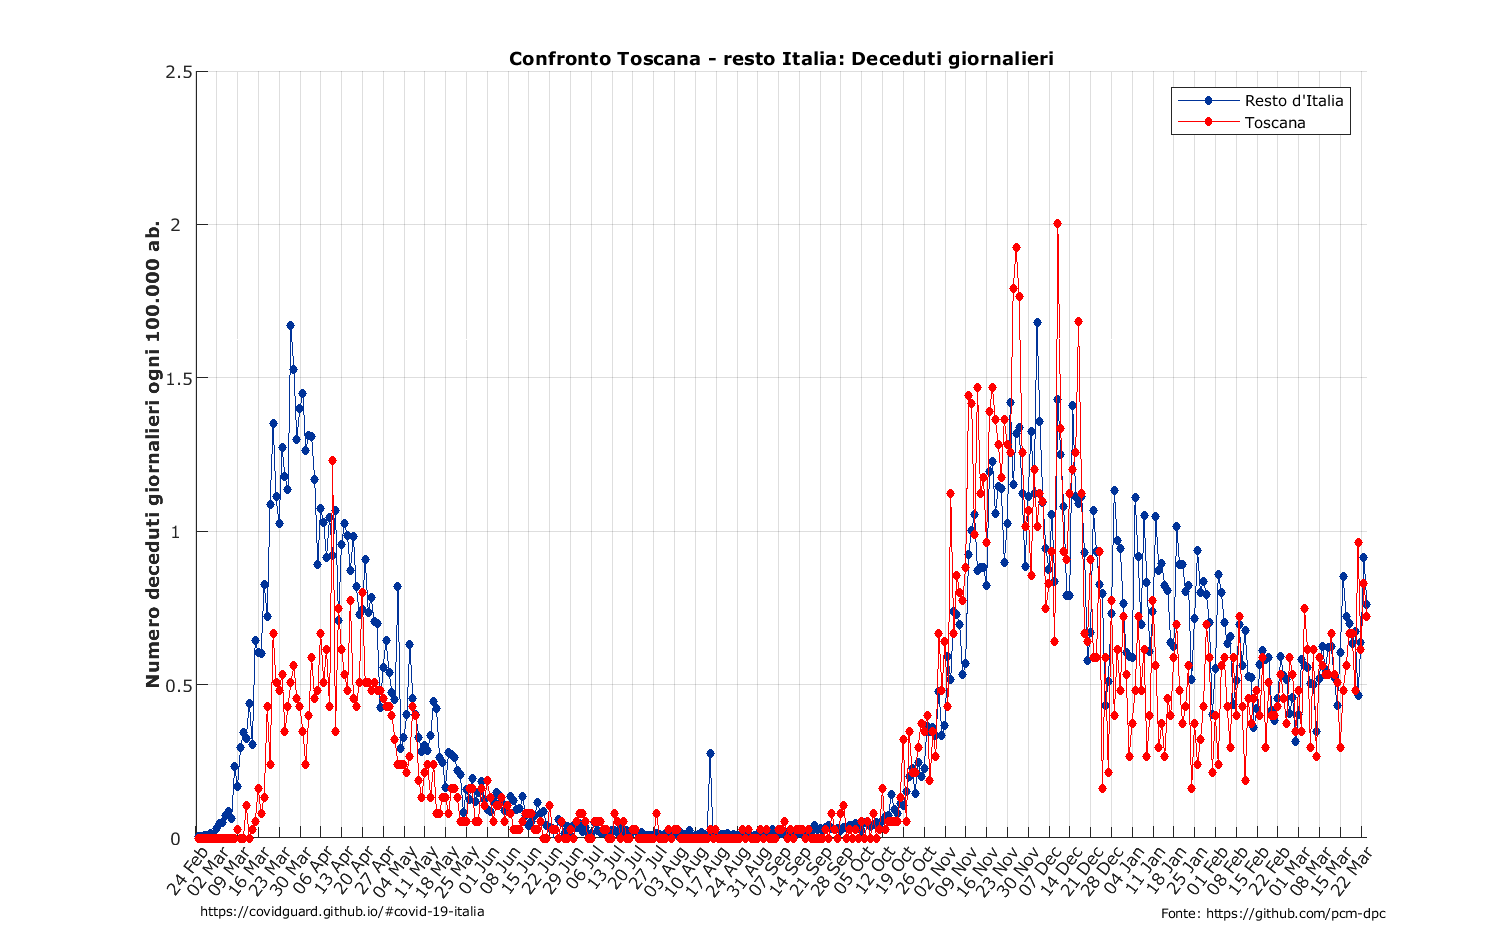 Confronto Toscana - resto Italia: Deceduti giornalieri
Resto d'Italia
Toscana
Numero deceduti giornalieri ogni 100.000 ab.
2.5
2
1.5
1
0.5
0
24 Feb
02 Mar
09 Mar
16 Mar
23 Mar
30 Mar
06 Apr
13 Apr
20 Apr
27 Apr
04 May
11 May
18 May
25 May
01 Jun
08 Jun
15 Jun
22 Jun
29 Jun
06 Jul
13 Jul
20 Jul
27 Jul
03 Aug
10 Aug
17 Aug
24 Aug
31 Aug
07 Sep
14 Sep
21 Sep
28 Sep
05 Oct
12 Oct
19 Oct
26 Oct
02 Nov
09 Nov
16 Nov
23 Nov
30 Nov
07 Dec
14 Dec
21 Dec
28 Dec
04 Jan
11 Jan
18 Jan
25 Jan
01 Feb
08 Feb
15 Feb
22 Feb
01 Mar
08 Mar
15 Mar
22 Mar
https://covidguard.github.io/#covid-19-italia
Fonte: https://github.com/pcm-dpc